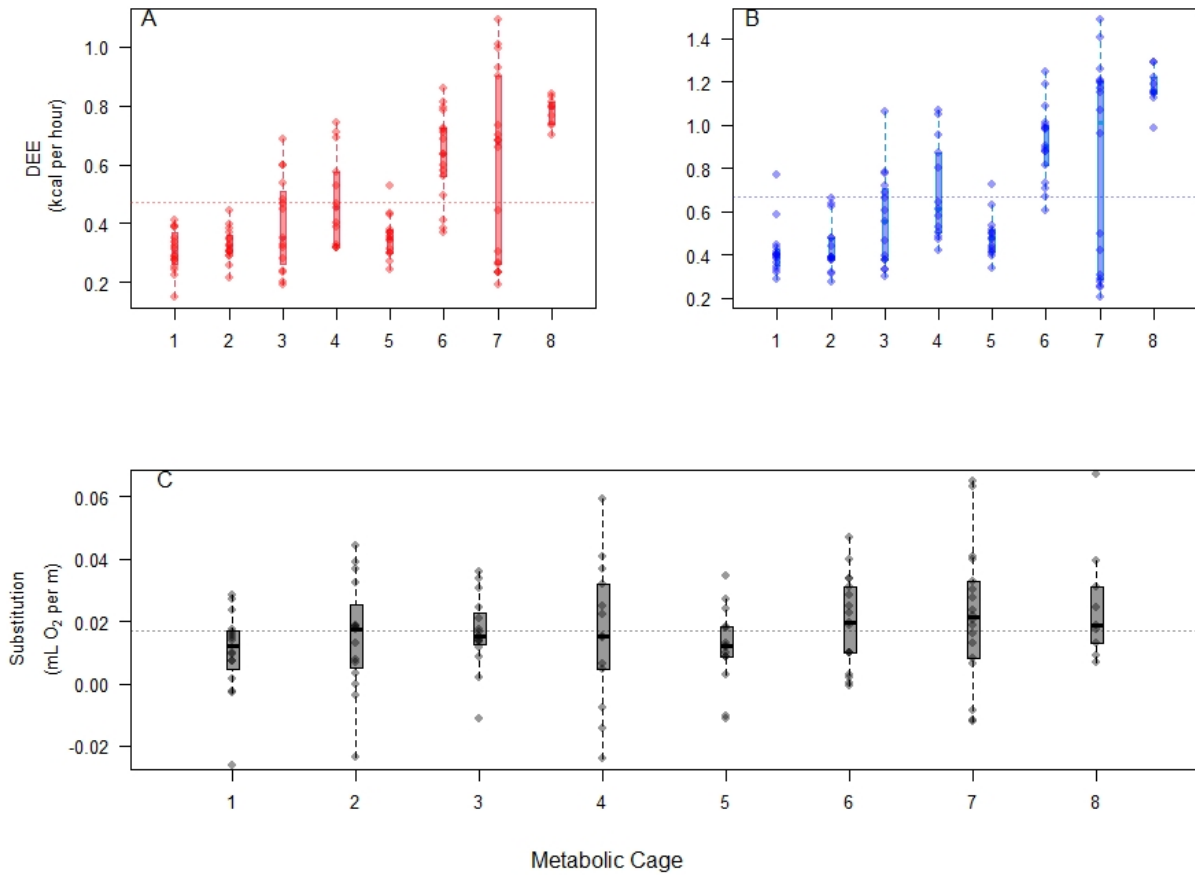 A
B
DEE
(kcal per hour)
1.0
0.8
0.6
0.4
0.2
1 2 3 4 5 6 7 8
1.4
1.2
1.0
0.8
0.6
0.4
0.2
1 2 3 4 5 6 7 8
C
Substitution
(mL O₂ per m)
0.06
0.04
0.02
0.00
-0.02
1 2 3 4 5 6 7 8
Metabolic Cage